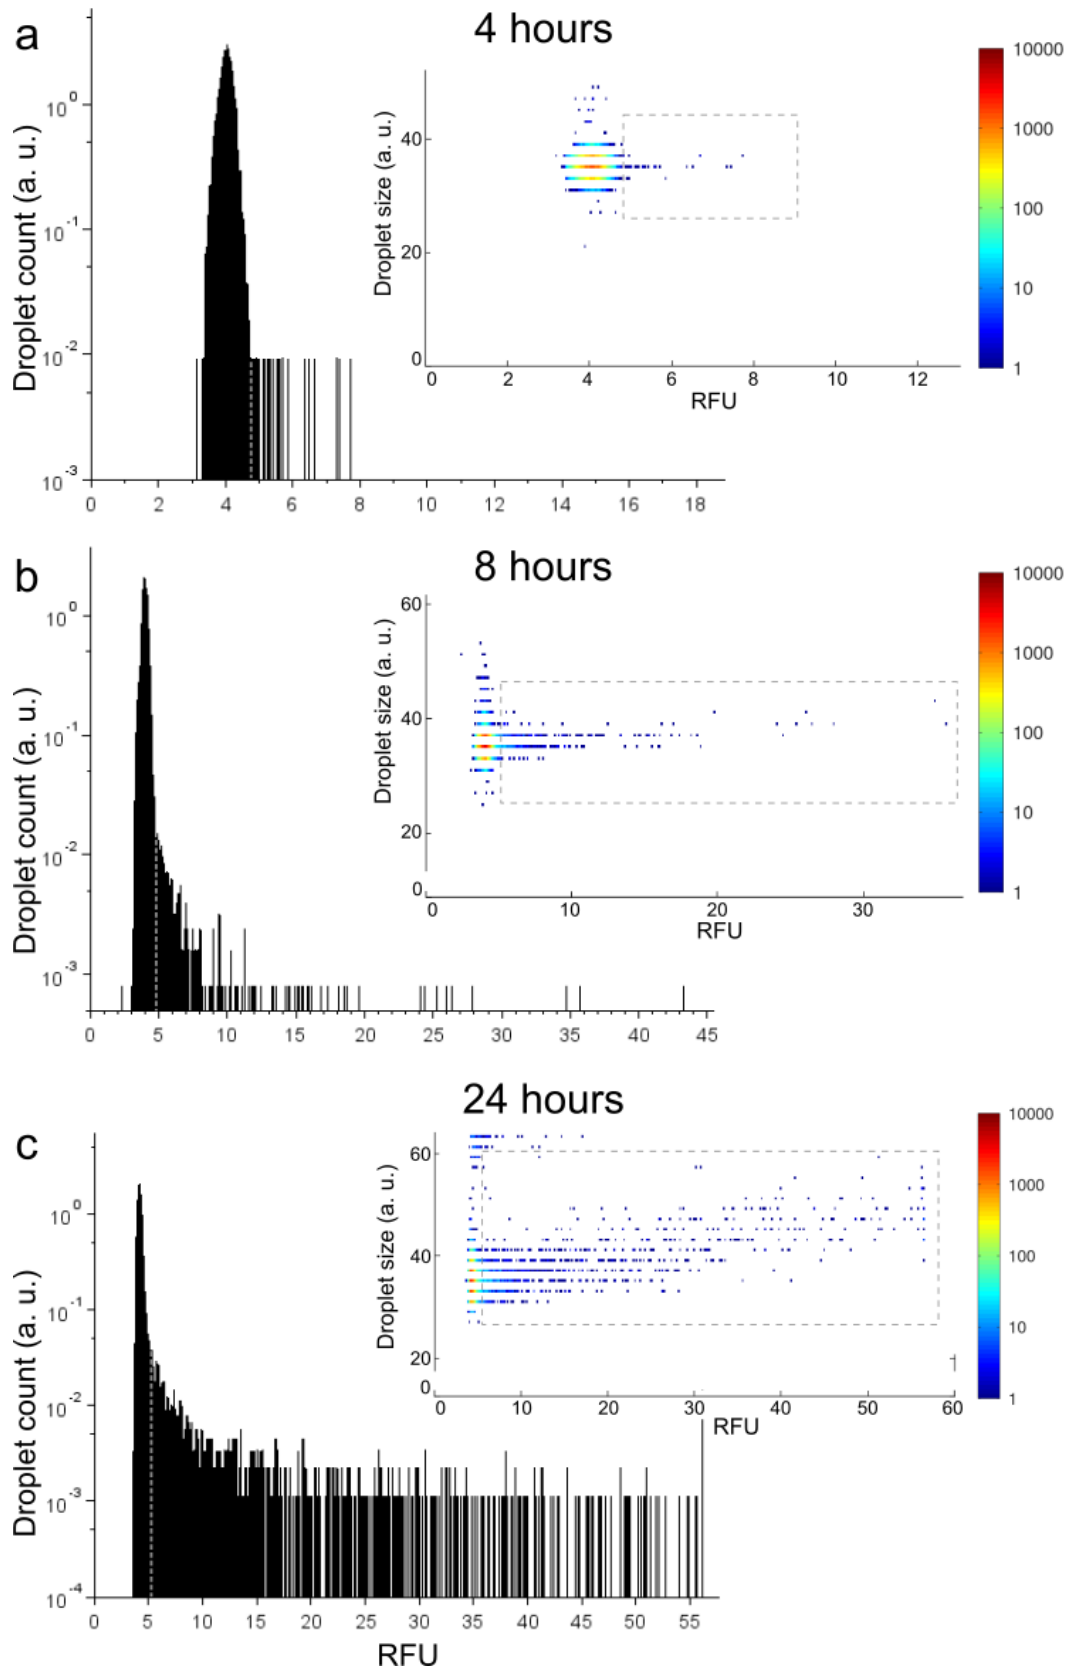 a
4 hours
Droplet count (a. u.)
10^0
10^-1
10^-2
10^-3
0 2 4 6 8 10 12 14 16 18
Droplet size (a. u.)
40
20
0
0 2 4 6 8 10 12
RFU
10000
1000
100
10
1
b
8 hours
Droplet count (a. u.)
10^0
10^-1
10^-2
10^-3
0 5 10 15 20 25 30 35 40 45
Droplet size (a. u.)
60
40
20
0
0 10 20 30
RFU
10000
1000
100
10
1
c
24 hours
Droplet count (a. u.)
10^0
10^-1
10^-2
10^-3
10^-4
0 5 10 15 20 25 30 35 40 45 50 55
RFU
Droplet size (a. u.)
60
40
20
0
0 10 20 30 40 50 60
RFU
10000
1000
100
10
1